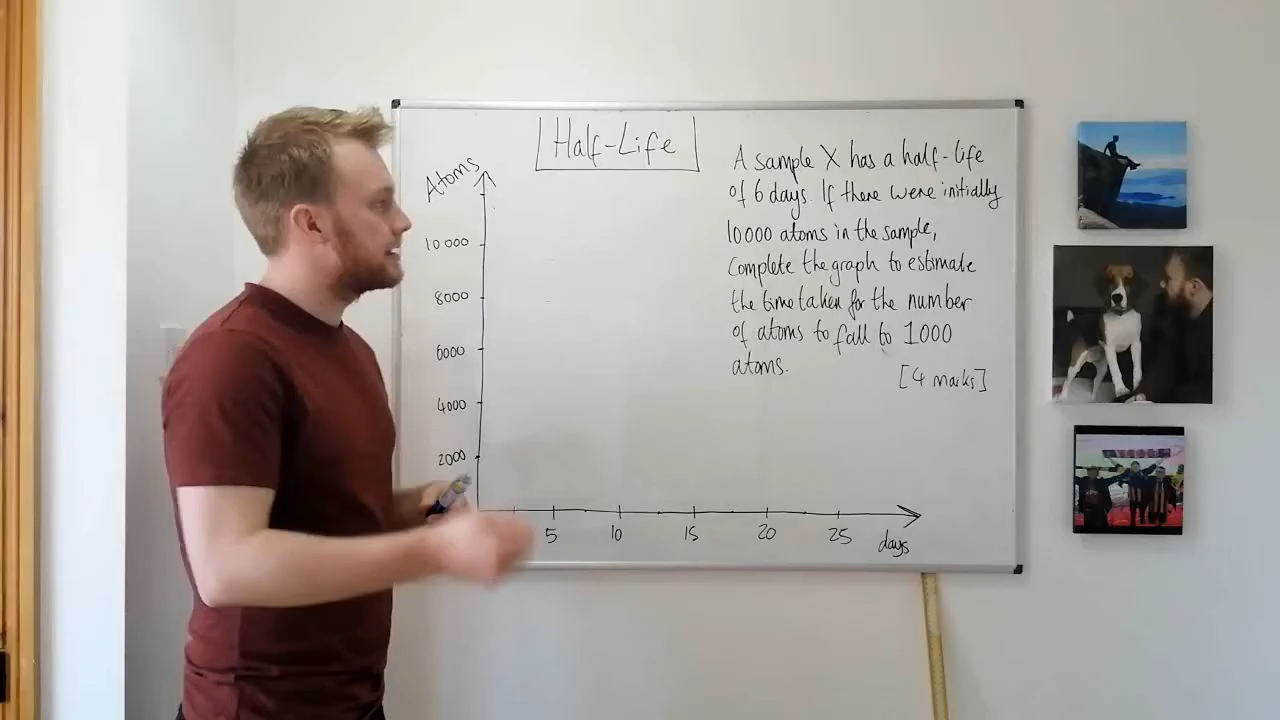 Half-Life
Atoms
10 000
8000
6000
4000
2000
5 10 15 20 25 days
A sample X has a half-life
of 6 days. If there were initially
10000 atoms in the sample,
Complete the graph to estimate
the time taken for the number
of atoms to fall to 1000
atoms.
[4 marks]